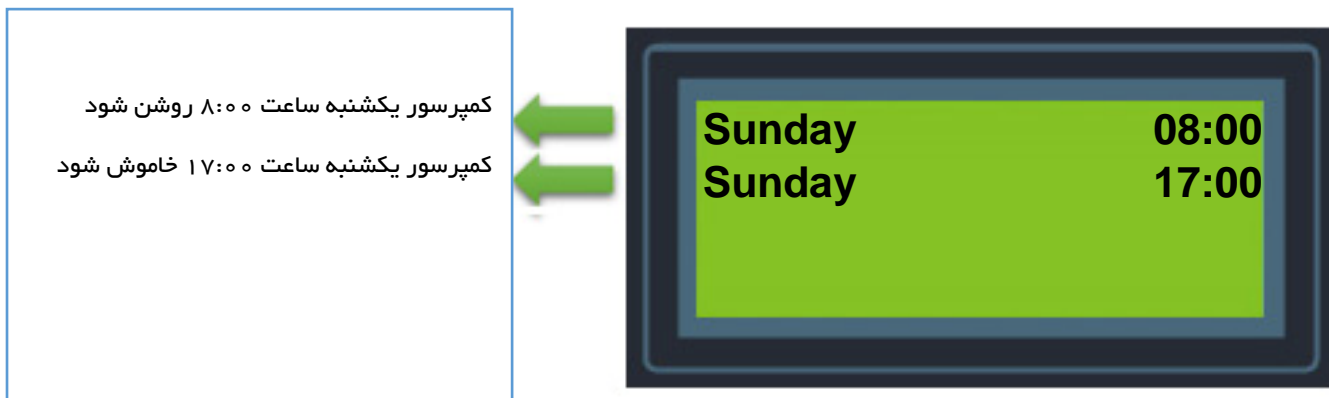 کمپرسور یکشنبه ساعت ۸:۰۰ روشن شود
کمپرسور یکشنبه ساعت ۱۷:۰۰ خاموش شود
Sunday 08:00
Sunday 17:00